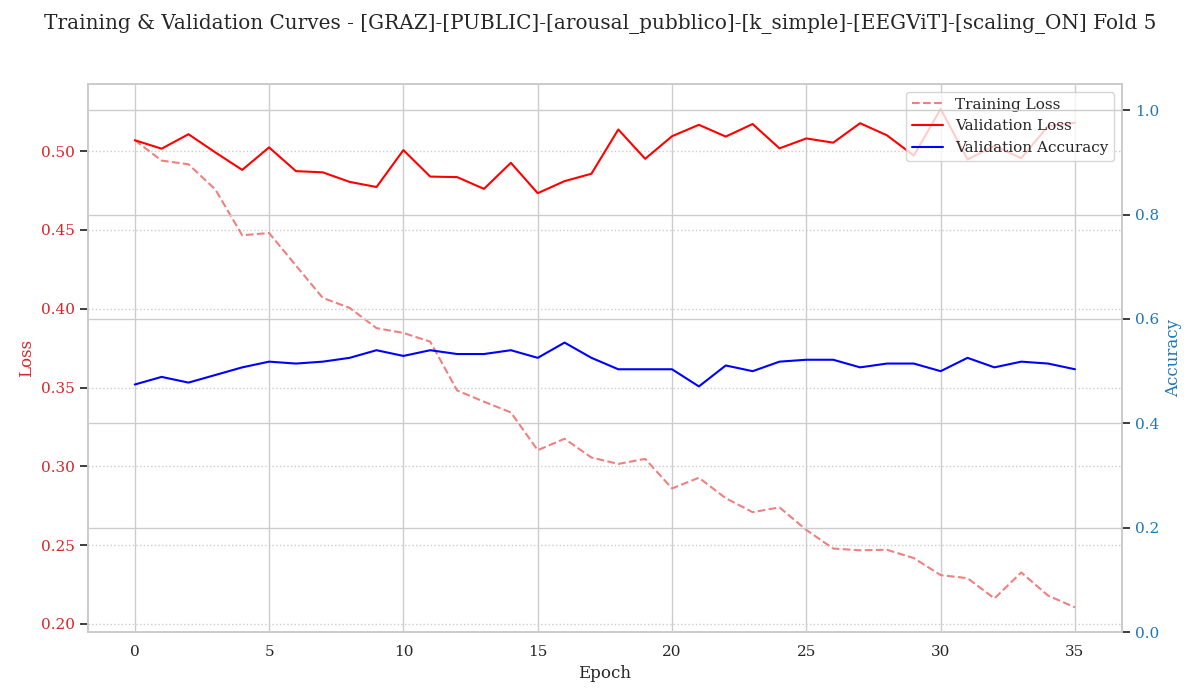 Training & Validation Curves - [GRAZ]-[PUBLIC]-[arousal_pubblico]-[k_simple]-[EEGViT]-[scaling_ON] Fold 5
Training Loss
Validation Loss
Validation Accuracy
0.50
0.45
0.40
0.35
0.30
0.25
0.20
Loss
1.0
0.8
0.6
0.4
0.2
0.0
Accuracy
0 5 10 15 20 25 30 35
Epoch